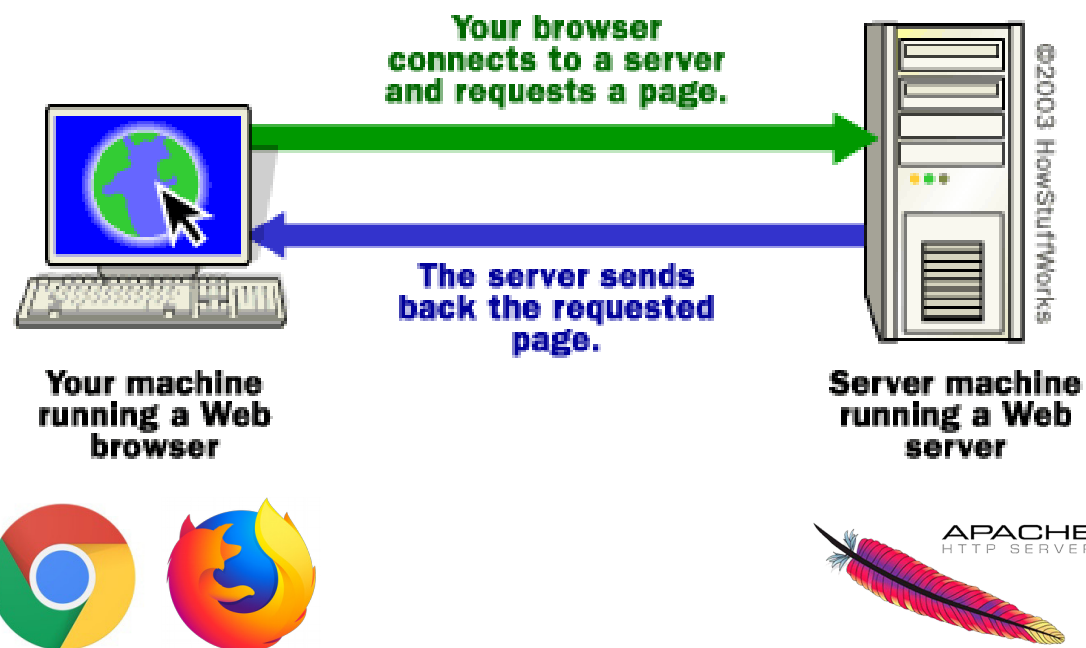 Your browser
connects to a server
and requests a page.
©2003 HowStuffWorks
The server sends
back the requested
page.
Your machine
running a Web
browser
Server machine
running a Web
server
APACHE
HTTP SERVER